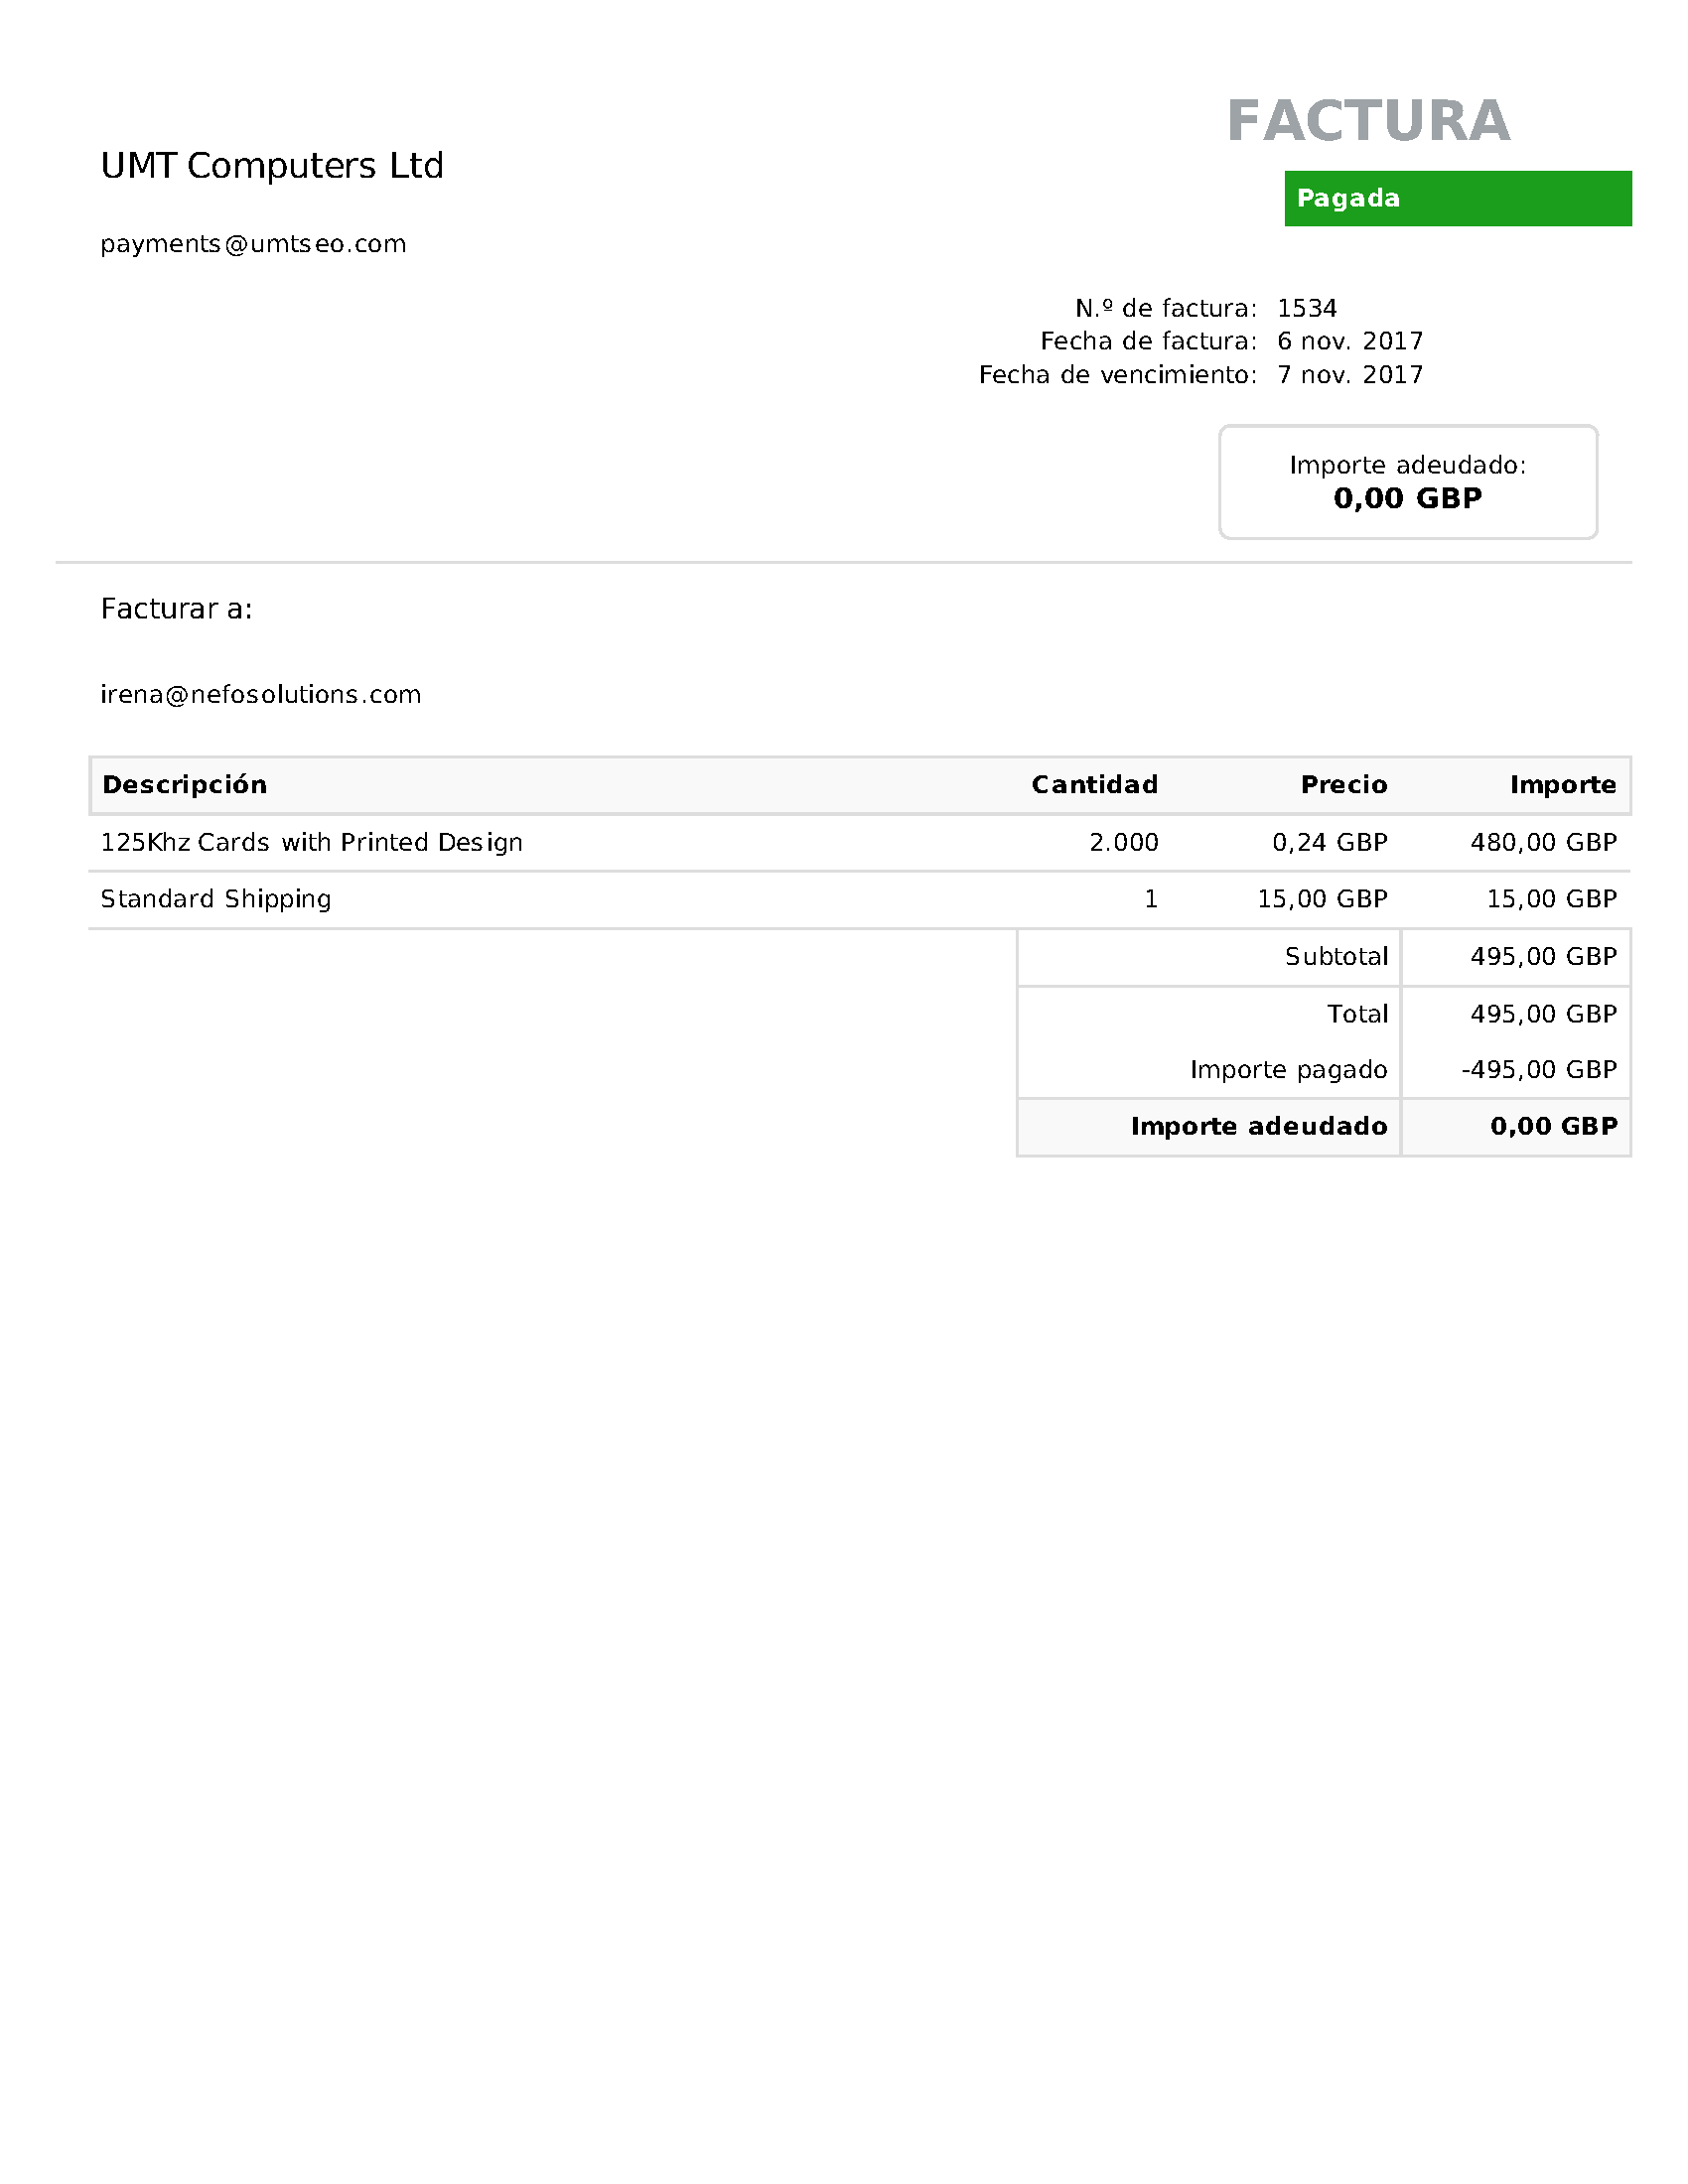 FACTURA
UMT Computers Ltd
Pagada
payments@umtseo.com
N.º de factura: 1534
Fecha de factura: 6 nov. 2017
Fecha de vencimiento: 7 nov. 2017
Importe adeudado:
0,00 GBP
Facturar a:
irena@nefosolutions.com
Descripción Cantidad Precio Importe
125Khz Cards with Printed Design 2.000 0,24 GBP 480,00 GBP
Standard Shipping 1 15,00 GBP 15,00 GBP
Subtotal 495,00 GBP
Total 495,00 GBP
Importe pagado -495,00 GBP
Importe adeudado 0,00 GBP